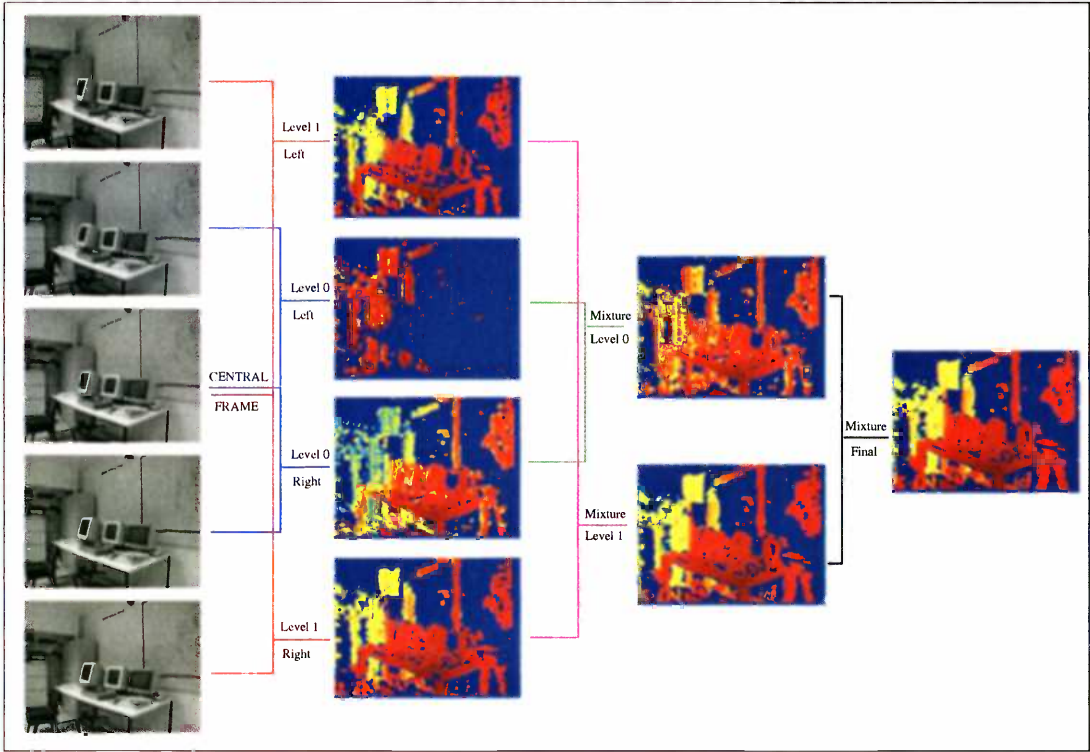 Level 1
Left
Level 0
Left
CENTRAL
FRAME
Level 0
Right
Level 1
Right
Mixture
Level 0
Mixture
Level 1
Mixture
Final